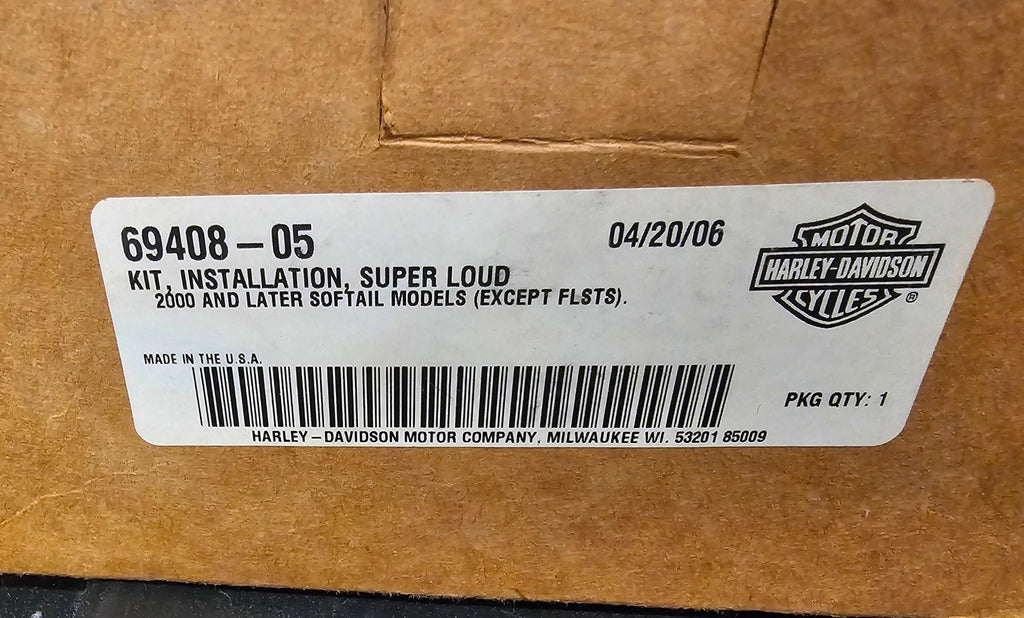 69408-05
04/20/06
KIT, INSTALLATION, SUPER LOUD
2000 AND LATER SOFTAIL MODELS (EXCEPT FLSTS).
MOTOR
HARLEY-DAVIDSON
CYCLES®
MADE IN THE U.S.A.
PKG QTY: 1
HARLEY-DAVIDSON MOTOR COMPANY, MILWAUKEE WI. 53201 85009